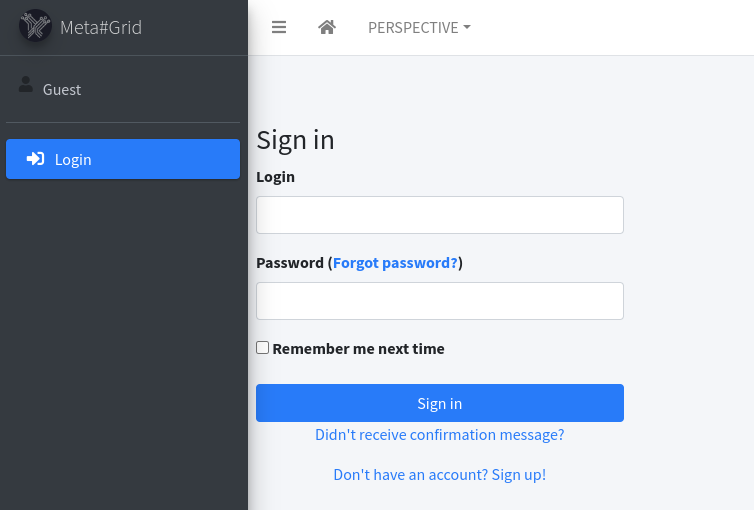 Meta#Grid
PERSPECTIVE
Guest
Login
Sign in
Login
Password (Forgot password?)
Remember me next time
Sign in
Didn't receive confirmation message?
Don't have an account? Sign up!